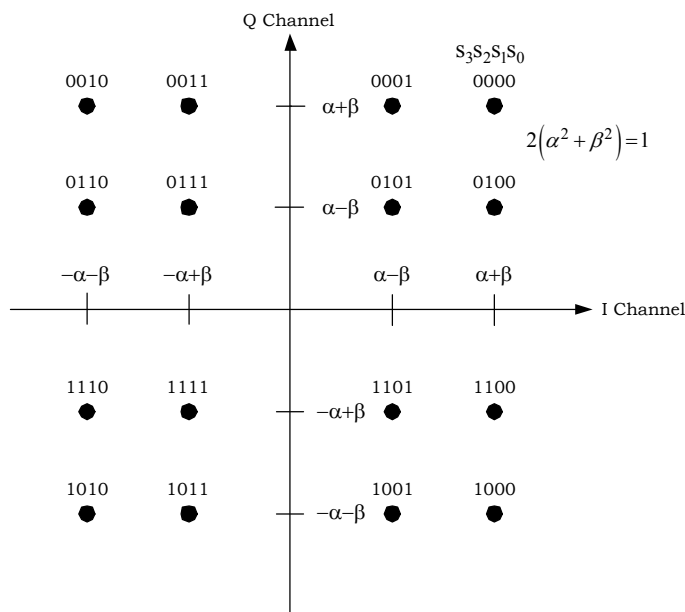 Q Channel
s₃s₂s₁s₀
0010 0011 0001 0000
α+β
2(α² + β²)=1
0110 0111 0101 0100
α−β
−α−β −α+β α−β α+β
I Channel
1110 1111 1101 1100
−α+β
1010 1011 1001 1000
−α−β